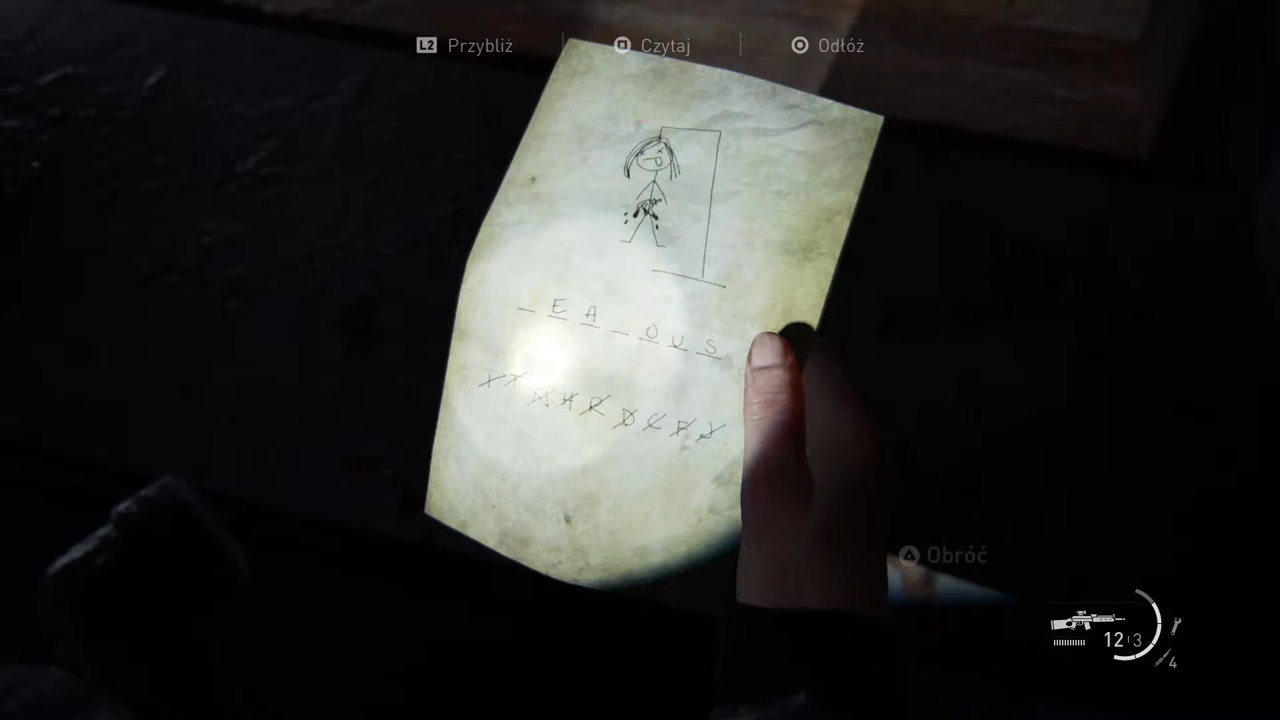 L2 Przybliż Czytaj Odłóż
_ E A _ O U S
X T N H R D C F J
Obróć
12 3
4